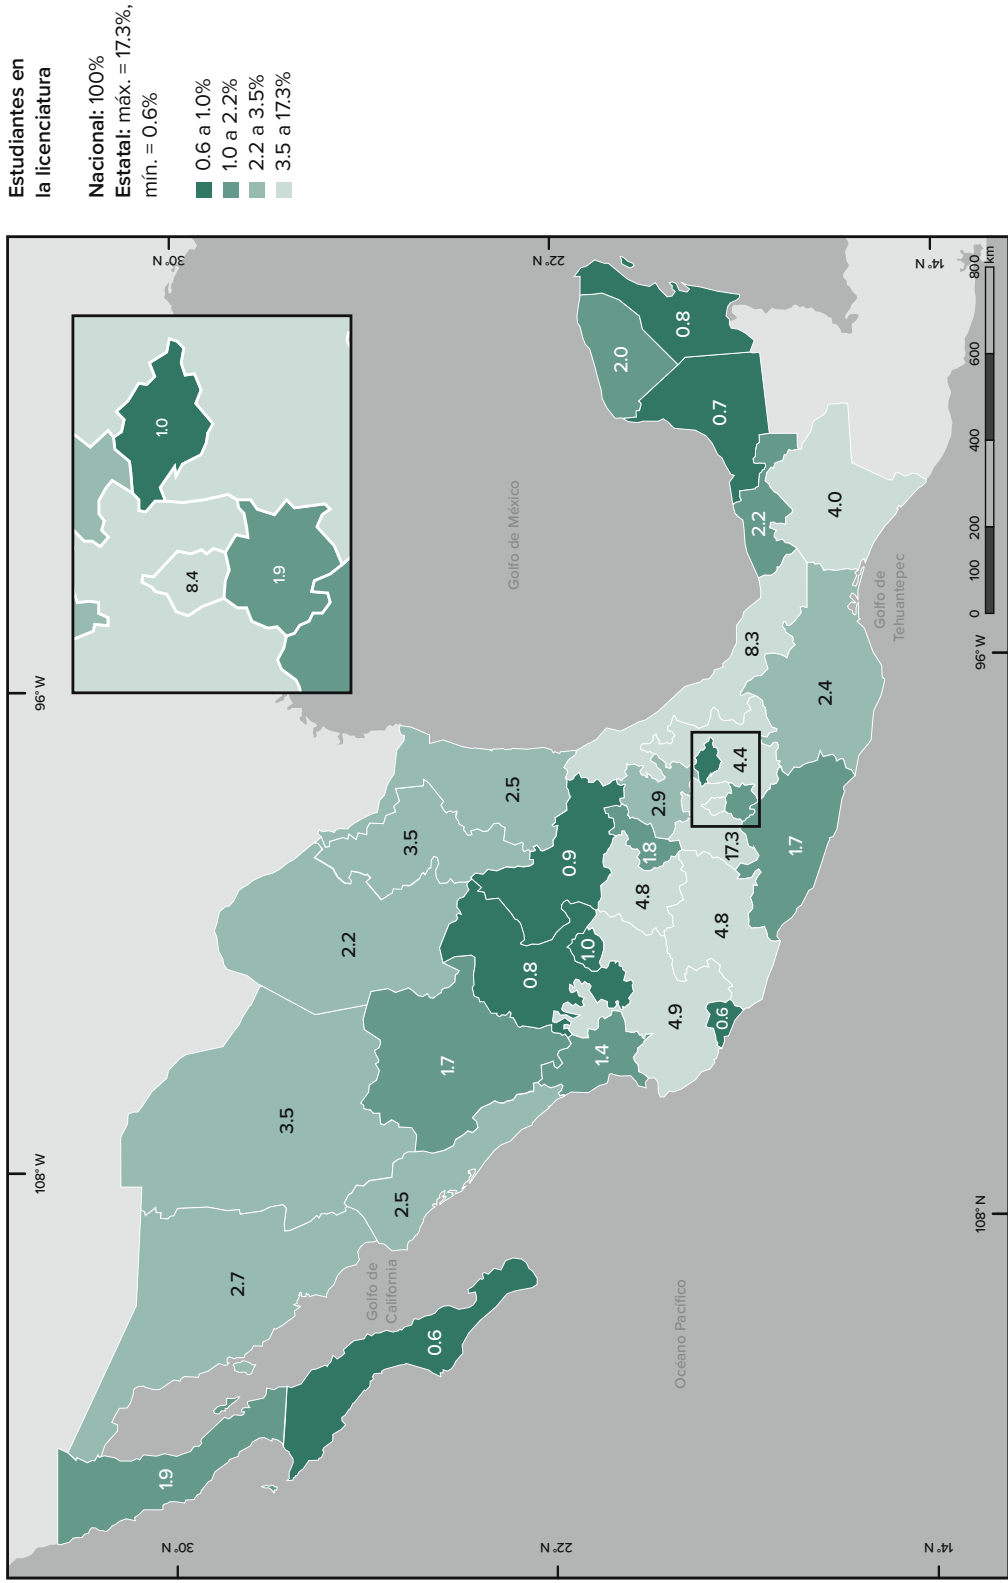 Estudiantes en
la licenciatura
Nacional: 100%
Estatal: máx. = 17.3%,
mín. = 0.6%
0.6 a 1.0%
1.0 a 2.2%
2.2 a 3.5%
3.5 a 17.3%
108° W
96° W
30° N
30° N
22° N
22° N
14° N
14° N
108° N
96° W
1.9
0.6
2.7
3.5
2.5
2.2
1.7
3.5
2.5
0.8
0.9
1.0
1.4
4.9
0.6
4.8
1.8
2.9
4.8
17.3
4.4
1.7
8.3
2.4
4.0
2.2
0.7
2.0
0.8
8.4
1.9
1.0
Golfo de
California
Golfo de México
Océano Pacífico
Golfo de
Tehuantepec
0 100 200 400 600 800
km